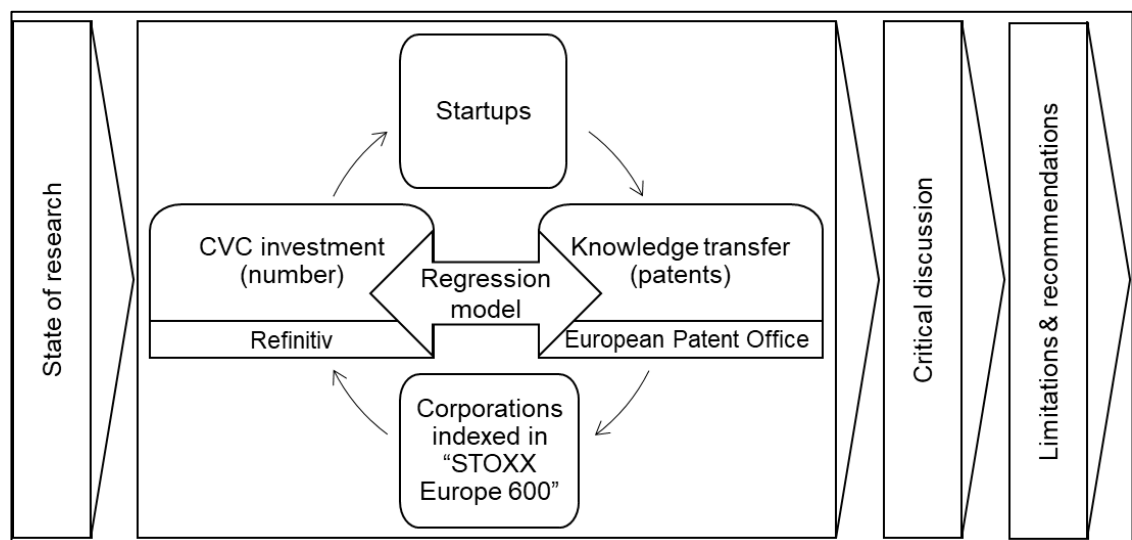 State of research
Startups
CVC investment
(number)
Refinitiv
Regression
model
Knowledge transfer
(patents)
European Patent Office
Corporations
indexed in
“STOXX
Europe 600”
Critical discussion
Limitations & recommendations